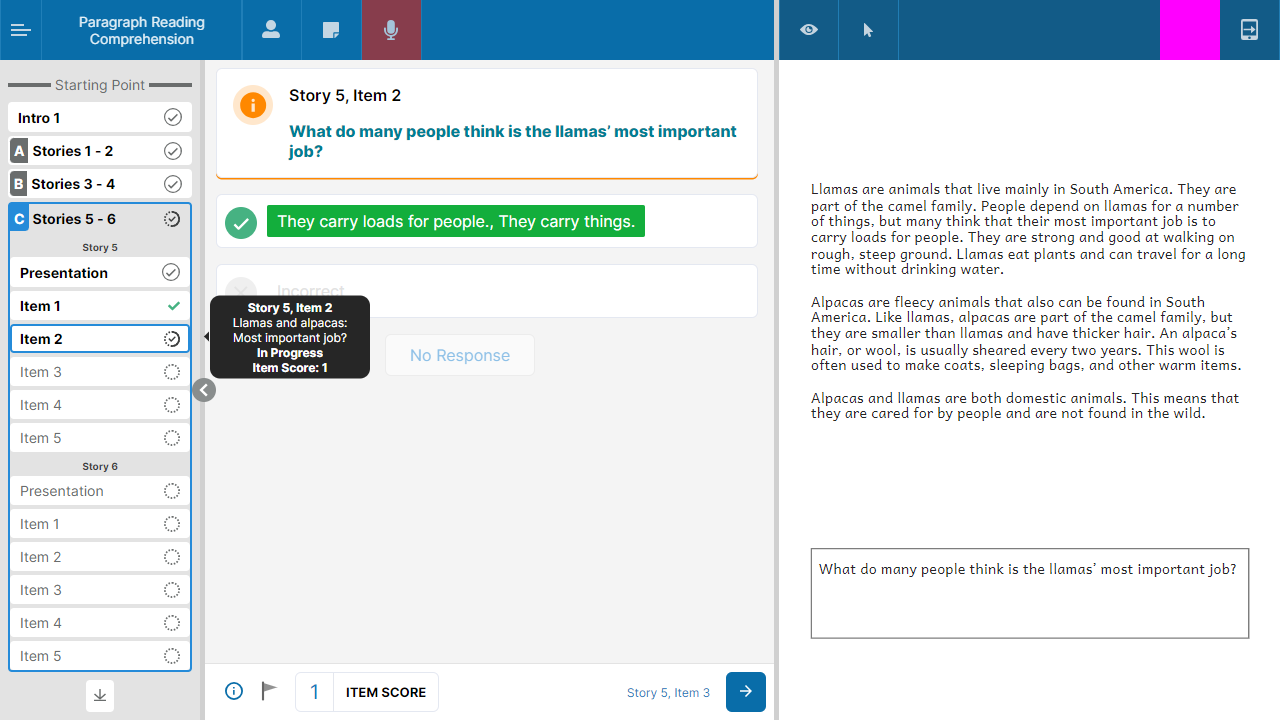 Paragraph Reading
Comprehension
Starting Point
Intro 1
A Stories 1 - 2
B Stories 3 - 4
C Stories 5 - 6
Story 5
Presentation
Item 1
Item 2
Item 3
Item 4
Item 5
Story 6
Presentation
Item 1
Item 2
Item 3
Item 4
Item 5
Story 5, Item 2
What do many people think is the llamas’ most important
job?
They carry loads for people., They carry things.
Incorrect
Story 5, Item 2
Llamas and alpacas:
Most important job?
In Progress
Item Score: 1
No Response
1 ITEM SCORE
Story 5, Item 3
Llamas are animals that live mainly in South America. They are
part of the camel family. People depend on llamas for a number
of things, but many think that their most important job is to
carry loads for people. They are strong and good at walking on
rough, steep ground. Llamas eat plants and can travel for a long
time without drinking water.
Alpacas are fleecy animals that also can be found in South
America. Like llamas, alpacas are part of the camel family, but
they are smaller than llamas and have thicker hair. An alpaca’s
hair, or wool, is usually sheared every two years. This wool is
often used to make coats, sleeping bags, and other warm items.
Alpacas and llamas are both domestic animals. This means that
they are cared for by people and are not found in the wild.
What do many people think is the llamas’ most important job?